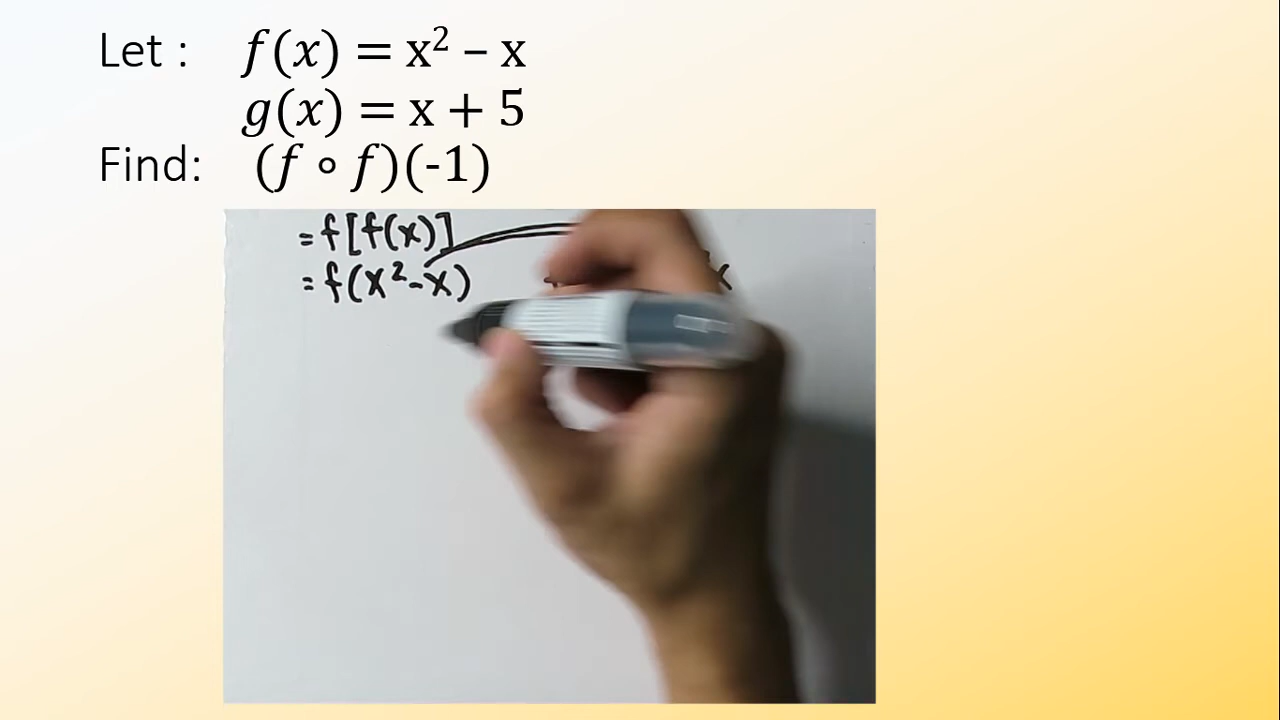 Let : f(x) = x² – x
g(x) = x + 5
Find: (f ∘ f)(-1)
= f[f(x)]
= f(x²-x)